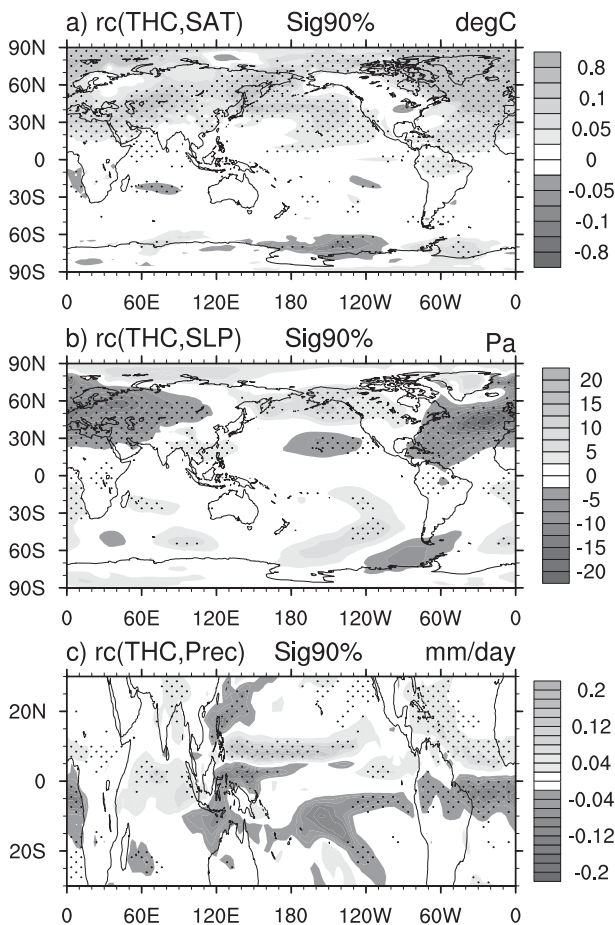 a) rc(THC,SAT) Sig90% degC
90N
60N
30N
0
30S
60S
90S
0 60E 120E 180 120W 60W 0
0.8
0.1
0.05
0
-0.05
-0.1
-0.8
b) rc(THC,SLP) Sig90% Pa
90N
60N
30N
0
30S
60S
90S
0 60E 120E 180 120W 60W 0
20
15
10
5
0
-5
-10
-15
-20
c) rc(THC,Prec) Sig90% mm/day
20N
0
20S
0 60E 120E 180 120W 60W 0
0.2
0.12
0.04
-0.04
-0.12
-0.2